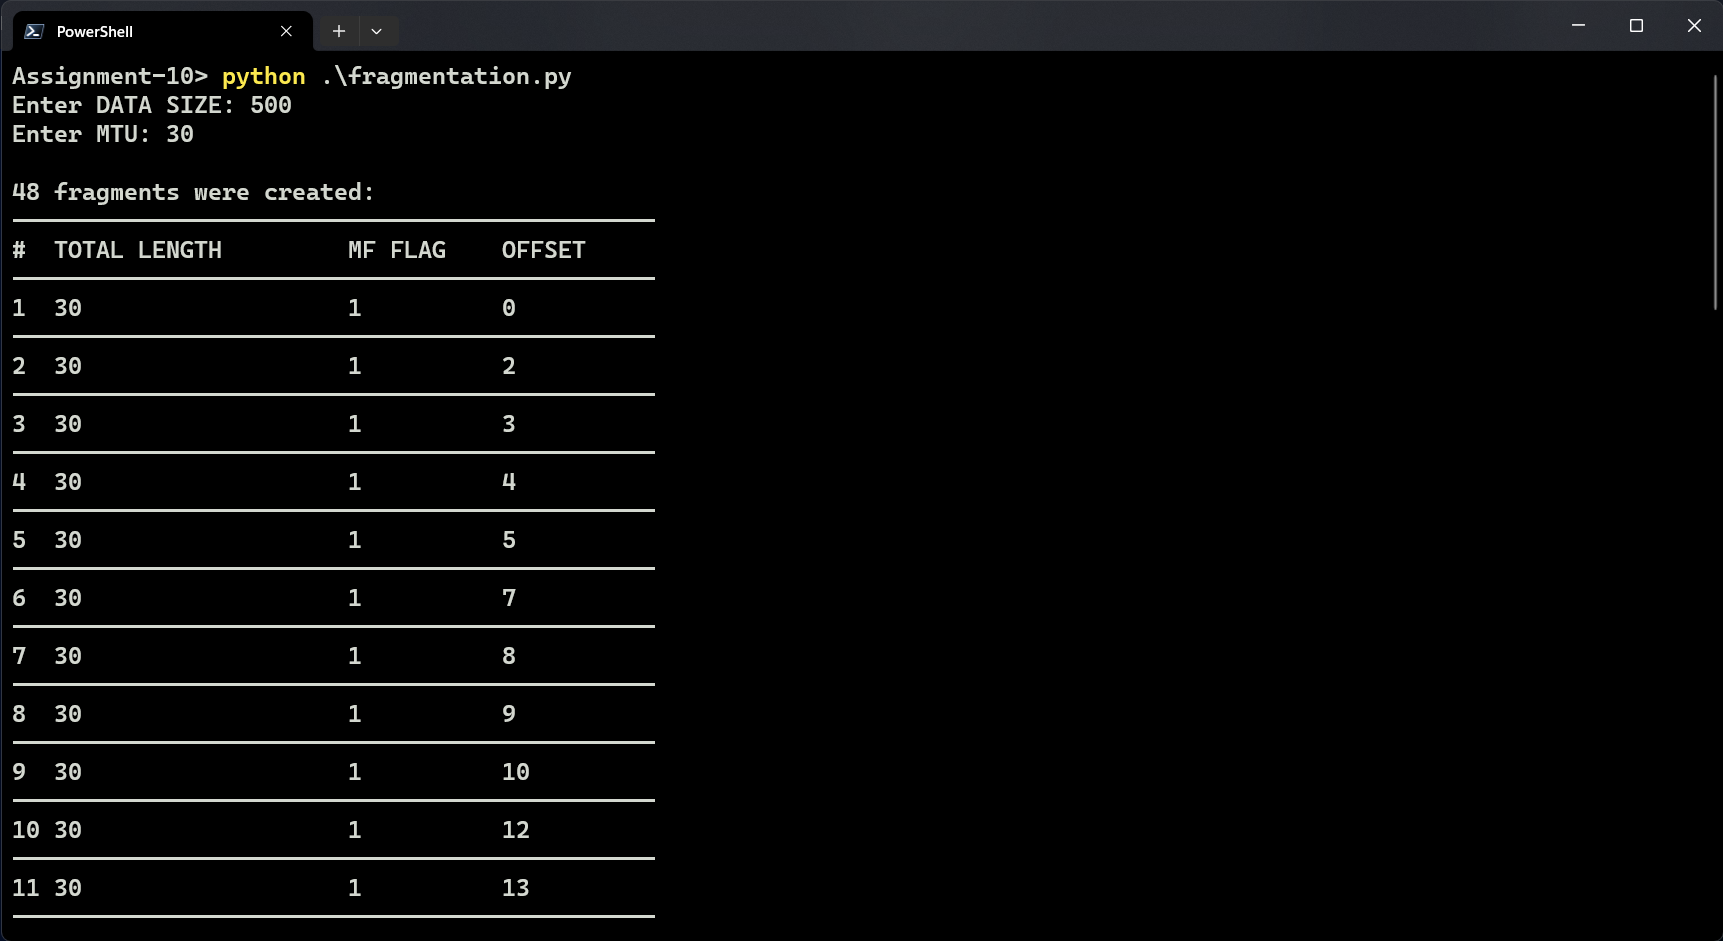 PowerShell
Assignment-10> python .\fragmentation.py
Enter DATA SIZE: 500
Enter MTU: 30
48 fragments were created:
# TOTAL LENGTH MF FLAG OFFSET
1 30 1 0
2 30 1 2
3 30 1 3
4 30 1 4
5 30 1 5
6 30 1 7
7 30 1 8
8 30 1 9
9 30 1 10
10 30 1 12
11 30 1 13